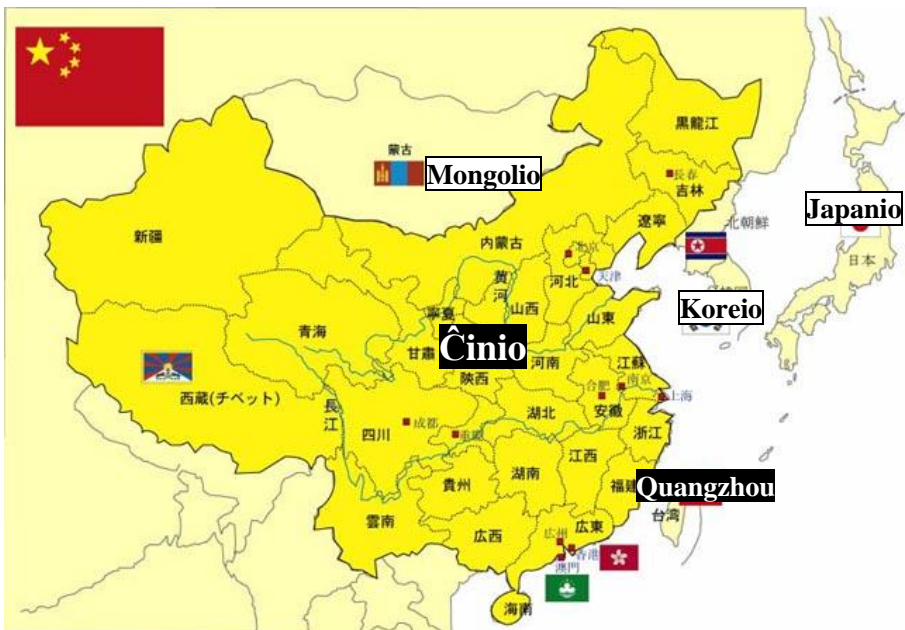 黒龍江
蒙古
Mongolio
長春
吉林
Japanio
遼寧
北朝鮮
新疆
内蒙古
北京
日本
天津
黄
河
河北
Koreio
寧夏
山西
山東
青海
甘粛
Ĉinio
河南
江蘇
陝西
南京
合肥
上海
西蔵(チベット)
長
江
安徽
成都
湖北
四川
重慶
浙江
江西
湖南
貴州
福建
Quangzhou
台湾
雲南
広州
広東
広西
香港
澳門
海南